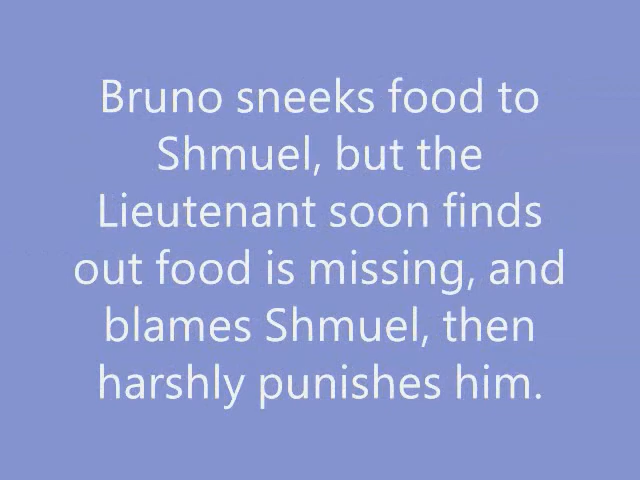 Bruno sneeks food to
Shmuel, but the
Lieutenant soon finds
out food is missing, and
blames Shmuel, then
harshly punishes him.